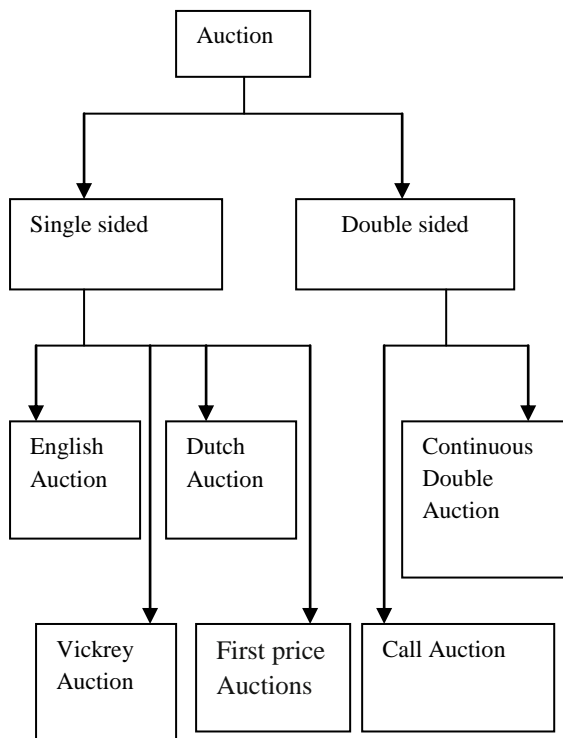 Auction
Single sided
Double sided
English
Auction
Dutch
Auction
Continuous
Double
Auction
Vickrey
Auction
First price
Auctions
Call Auction